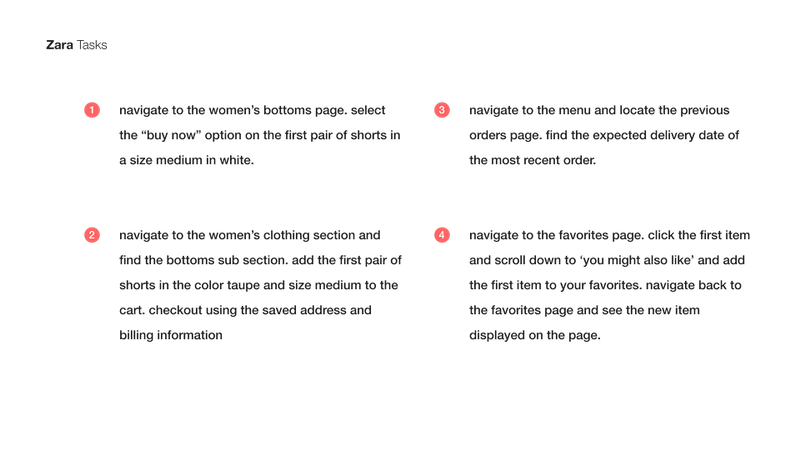 Zara Tasks
1
navigate to the women’s bottoms page. select
the “buy now” option on the first pair of shorts in
a size medium in white.
2
navigate to the women’s clothing section and
find the bottoms sub section. add the first pair of
shorts in the color taupe and size medium to the
cart. checkout using the saved address and
billing information
3
navigate to the menu and locate the previous
orders page. find the expected delivery date of
the most recent order.
4
navigate to the favorites page. click the first item
and scroll down to ‘you might also like’ and add
the first item to your favorites. navigate back to
the favorites page and see the new item
displayed on the page.